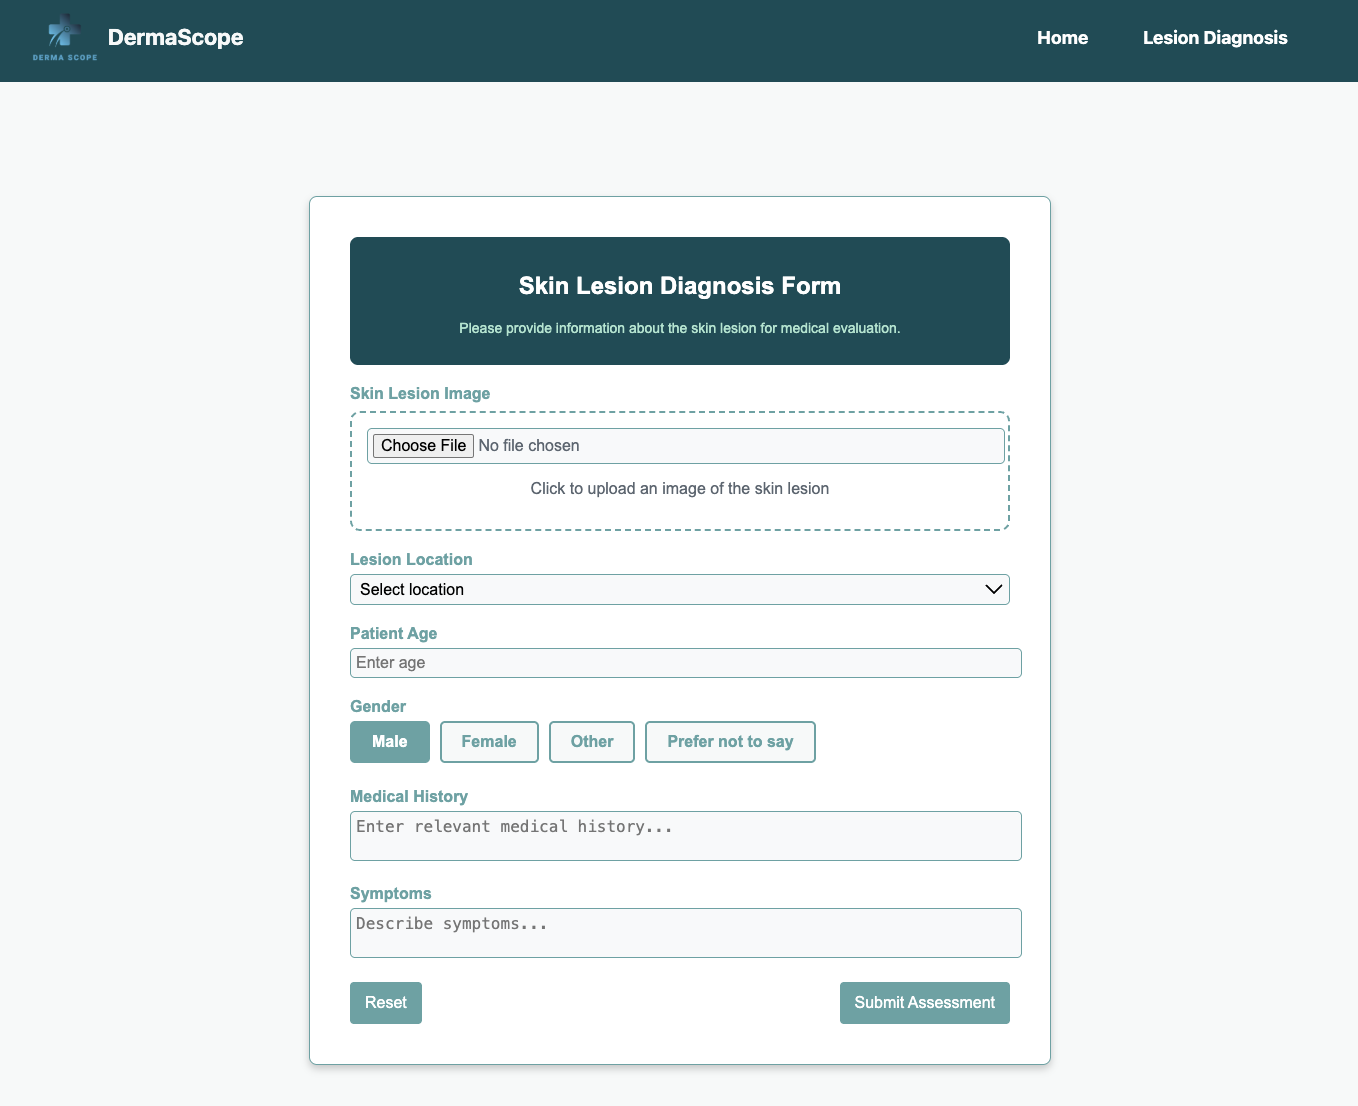 DERMA SCOPE
DermaScope
Home
Lesion Diagnosis
Skin Lesion Diagnosis Form
Please provide information about the skin lesion for medical evaluation.
Skin Lesion Image
Choose File No file chosen
Click to upload an image of the skin lesion
Lesion Location
Select location
Patient Age
Enter age
Gender
Male Female Other Prefer not to say
Medical History
Enter relevant medical history...
Symptoms
Describe symptoms...
Reset Submit Assessment